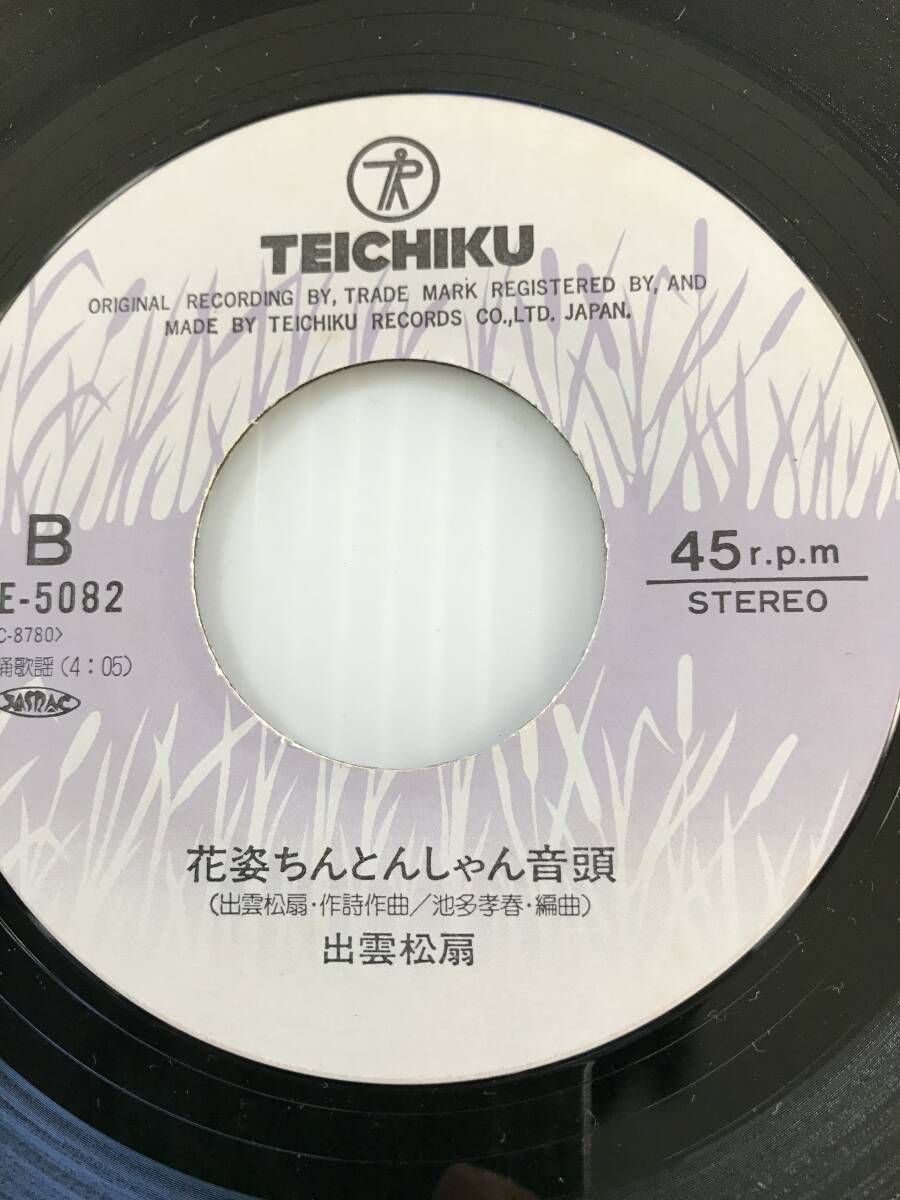 TEICHIKU
ORIGINAL RECORDING BY, TRADE MARK REGISTERED BY, AND
MADE BY TEICHIKU RECORDS CO.,LTD. JAPAN.
B
E-5082
C-8780〉
踊歌謡(4:05)
JASRAC
45 r.p.m
STEREO
花姿ちんとんしゃん音頭
(出雲松扇・作詩作曲/池多孝春・編曲)
出雲松扇